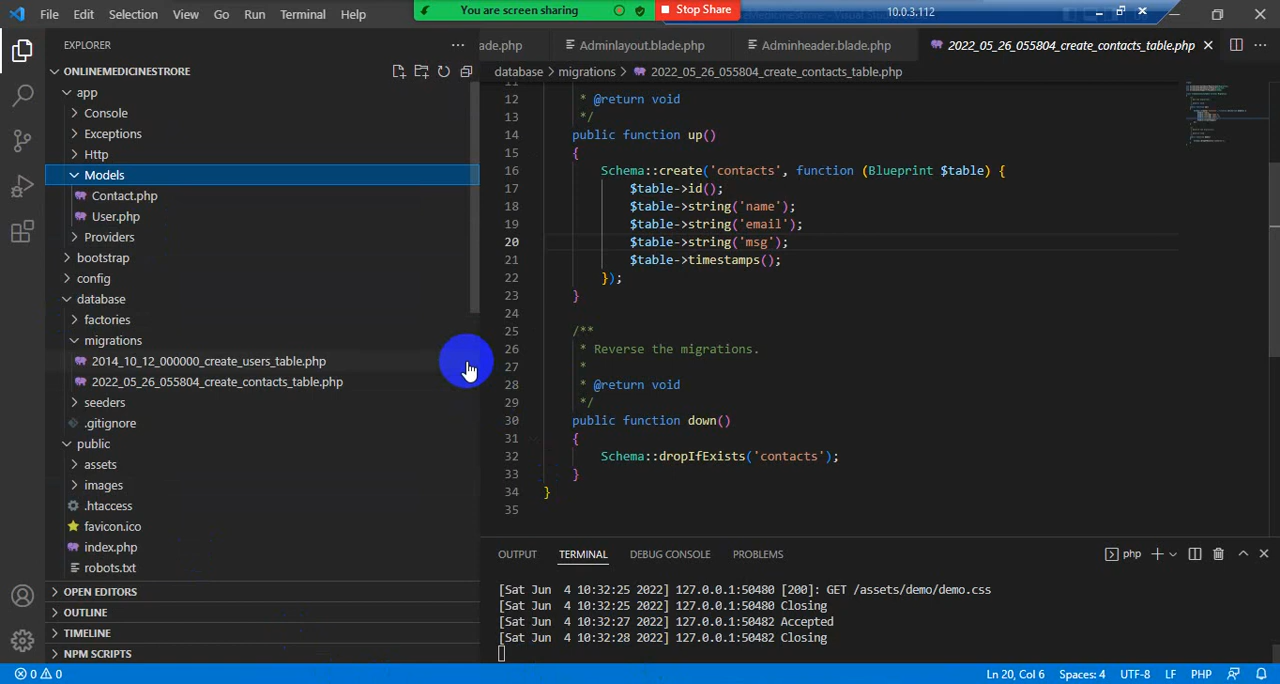 File Edit Selection View Go Run Terminal Help
You are screen sharing Stop Share
10.0.3.112
EXPLORER
ade.php Adminlayout.blade.php Adminheader.blade.php 2022_05_26_055804_create_contacts_table.php
ONLINEMEDICINESTRORE
database > migrations > 2022_05_26_055804_create_contacts_table.php
app
Console
Exceptions
Http
Models
Contact.php
User.php
Providers
bootstrap
config
database
factories
migrations
2014_10_12_000000_create_users_table.php
2022_05_26_055804_create_contacts_table.php
seeders
.gitignore
public
assets
images
.htaccess
favicon.ico
index.php
robots.txt
OPEN EDITORS
OUTLINE
TIMELINE
NPM SCRIPTS
11
12 * @return void
13 */
14 public function up()
15 {
16 Schema::create('contacts', function (Blueprint $table) {
17 $table->id();
18 $table->string('name');
19 $table->string('email');
20 $table->string('msg');
21 $table->timestamps();
22 });
23 }
24
25 /**
26 * Reverse the migrations.
27 *
28 * @return void
29 */
30 public function down()
31 {
32 Schema::dropIfExists('contacts');
33 }
34 }
35
OUTPUT TERMINAL DEBUG CONSOLE PROBLEMS
php
[Sat Jun 4 10:32:25 2022] 127.0.0.1:50480 [200]: GET /assets/demo/demo.css
[Sat Jun 4 10:32:25 2022] 127.0.0.1:50480 Closing
[Sat Jun 4 10:32:27 2022] 127.0.0.1:50482 Accepted
[Sat Jun 4 10:32:28 2022] 127.0.0.1:50482 Closing
0 0 Ln 20, Col 6 Spaces: 4 UTF-8 LF PHP